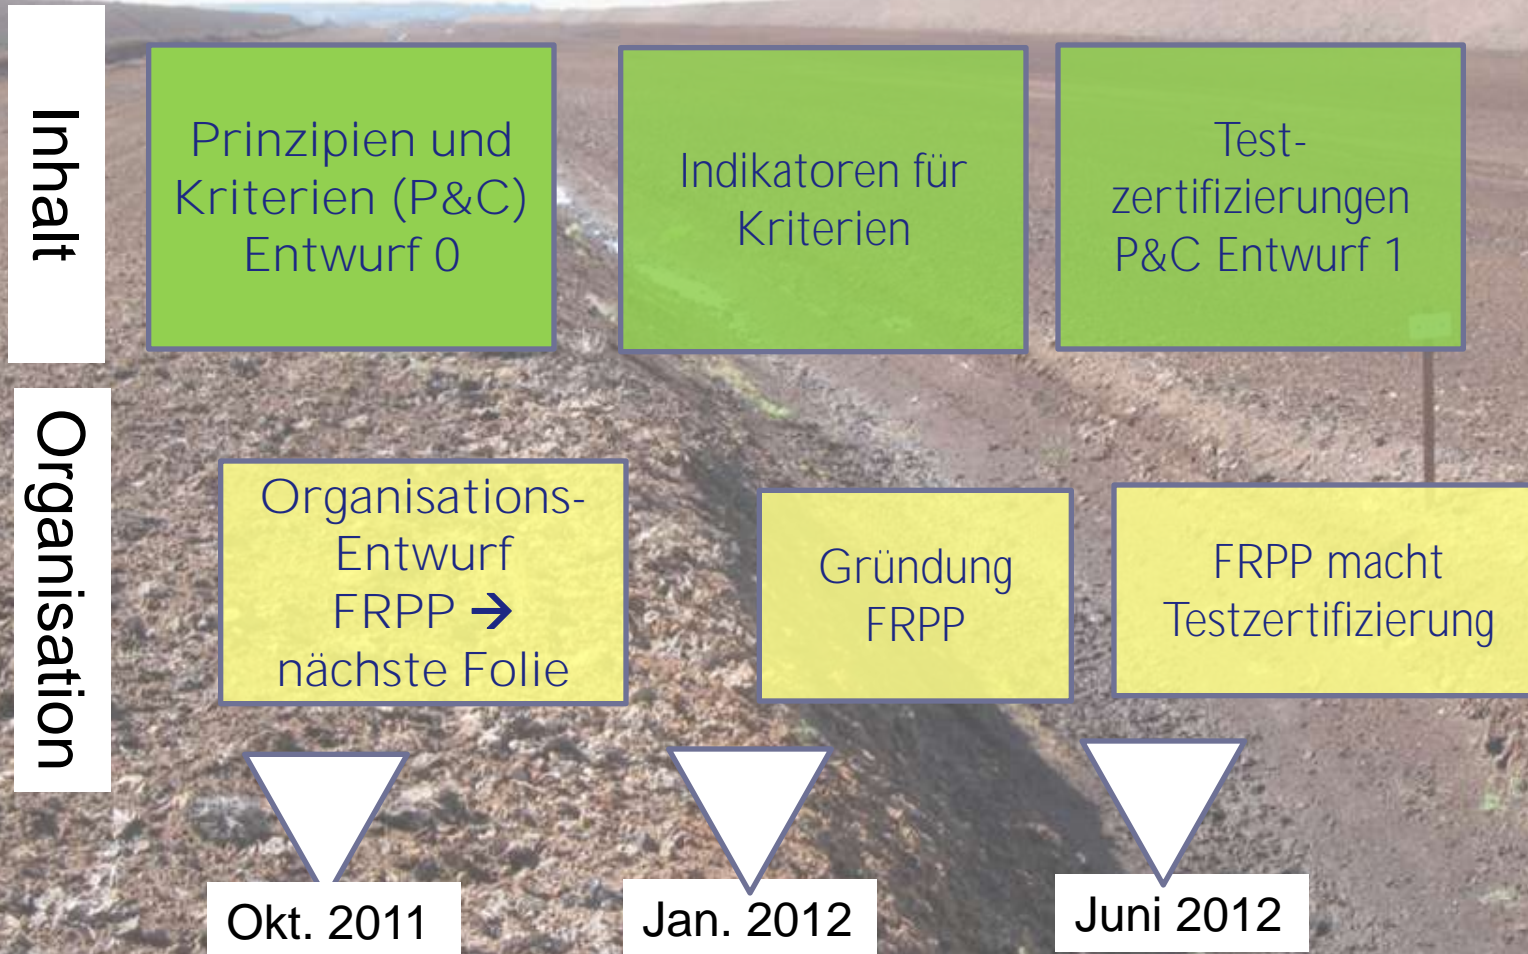 Inhalt
Prinzipien und
Kriterien (P&C)
Entwurf 0
Indikatoren für
Kriterien
Test-
zertifizierungen
P&C Entwurf 1
Organisation
Organisations-
Entwurf
FRPP ➔
nächste Folie
Gründung
FRPP
FRPP macht
Testzertifizierung
Okt. 2011
Jan. 2012
Juni 2012